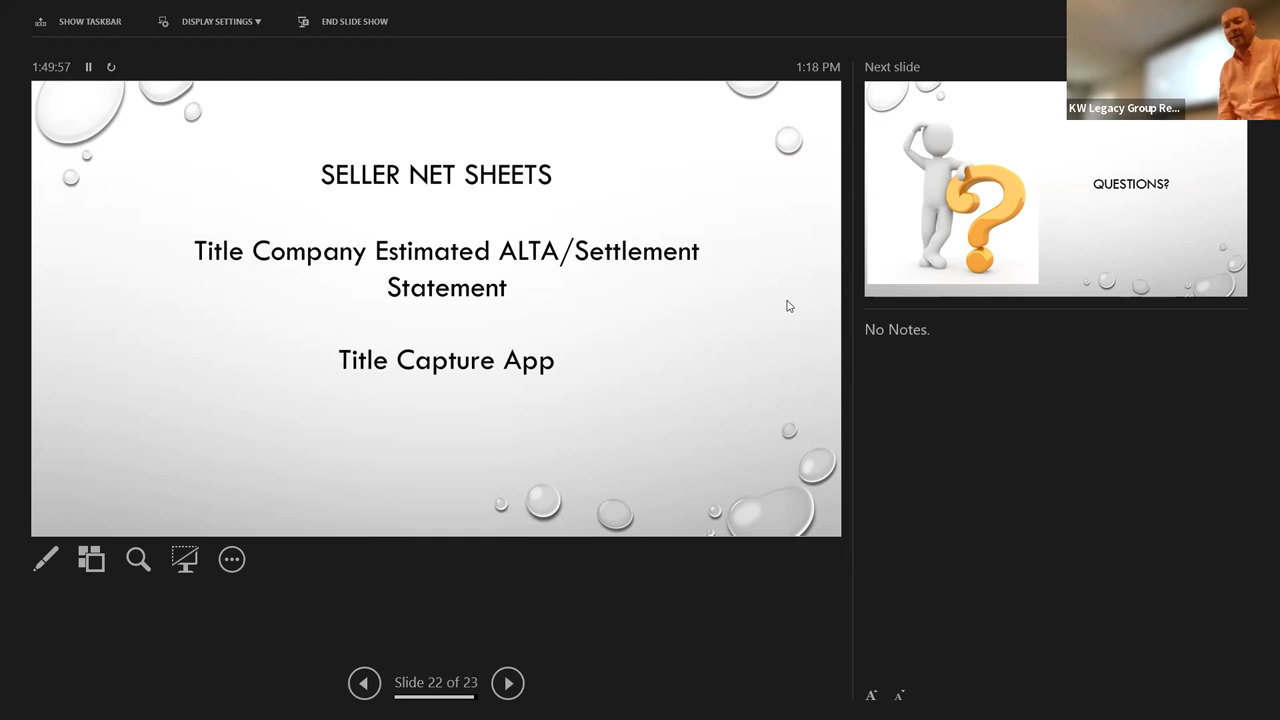 SHOW TASKBAR
DISPLAY SETTINGS ▾
END SLIDE SHOW
1:49:57
1:18 PM
SELLER NET SHEETS
Title Company Estimated ALTA/Settlement
Statement
Title Capture App
Slide 22 of 23
Next slide
KW Legacy Group Re...
QUESTIONS?
No Notes.
A A